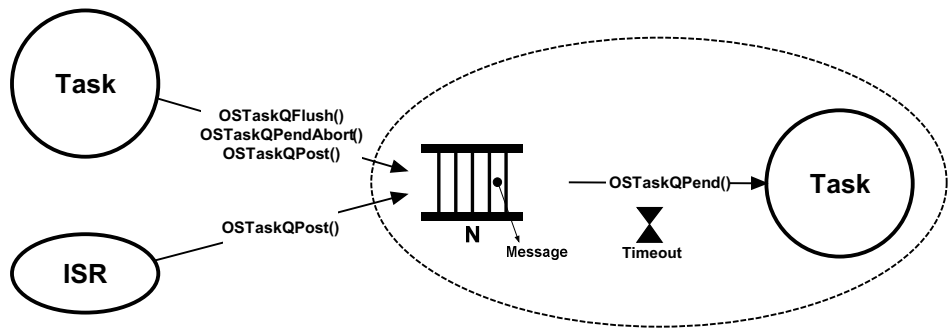 Task
OSTaskQFlush()
OSTaskQPendAbort()
OSTaskQPost()
OSTaskQPend()
Task
OSTaskQPost()
N
Message
Timeout
ISR